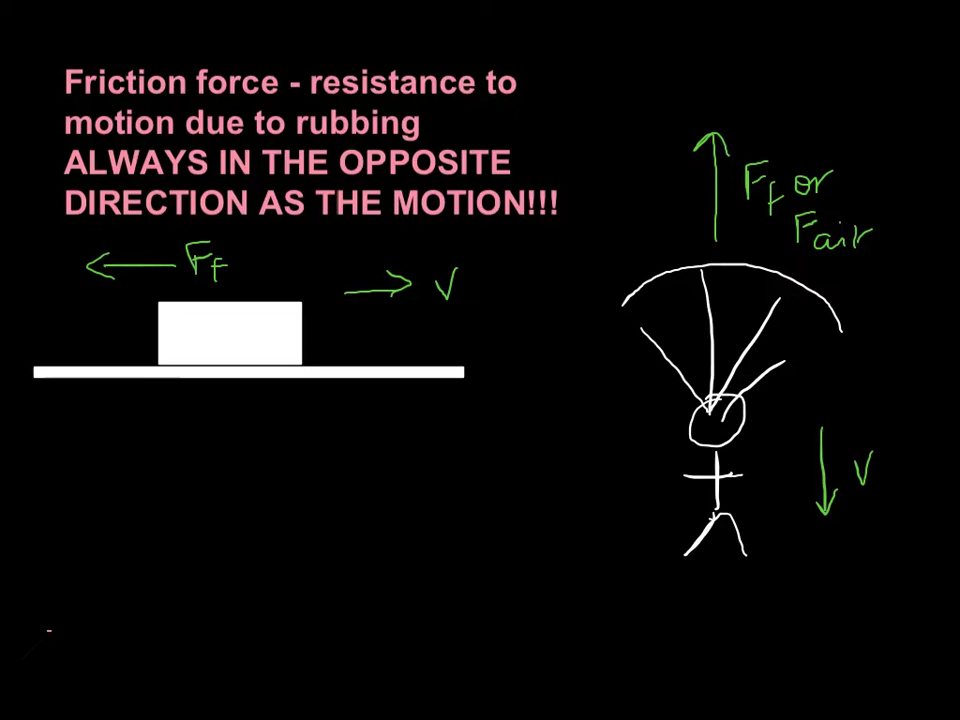 Friction force - resistance to
motion due to rubbing
ALWAYS IN THE OPPOSITE
DIRECTION AS THE MOTION!!!
Ff
v
Ff or
Fair
v